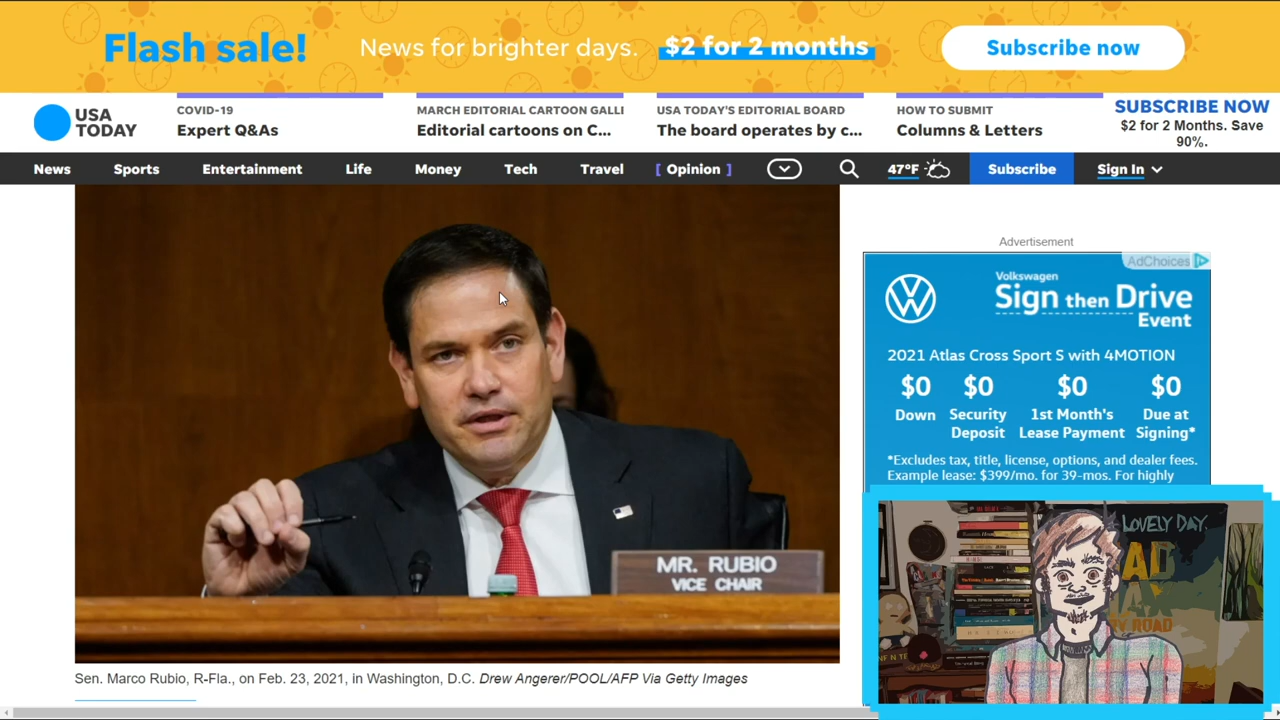 Flash sale!
News for brighter days.
$2 for 2 months
Subscribe now
USA
TODAY
COVID-19
Expert Q&As
MARCH EDITORIAL CARTOON GALLI
Editorial cartoons on C...
USA TODAY'S EDITORIAL BOARD
The board operates by c...
HOW TO SUBMIT
Columns & Letters
SUBSCRIBE NOW
$2 for 2 Months. Save
90%.
News
Sports
Entertainment
Life
Money
Tech
Travel
[ Opinion ]
47°F
Subscribe
Sign In
MR. RUBIO
VICE CHAIR
Sen. Marco Rubio, R-Fla., on Feb. 23, 2021, in Washington, D.C. Drew Angerer/POOL/AFP Via Getty Images
Advertisement
AdChoices
Volkswagen
Sign then Drive
Event
2021 Atlas Cross Sport S with 4MOTION
$0 $0 $0 $0
Down
Security
Deposit
1st Month's
Lease Payment
Due at
Signing*
*Excludes tax, title, license, options, and dealer fees.
Example lease: $399/mo. for 39-mos. For highly
LOVELY DAY
AD
ROAD